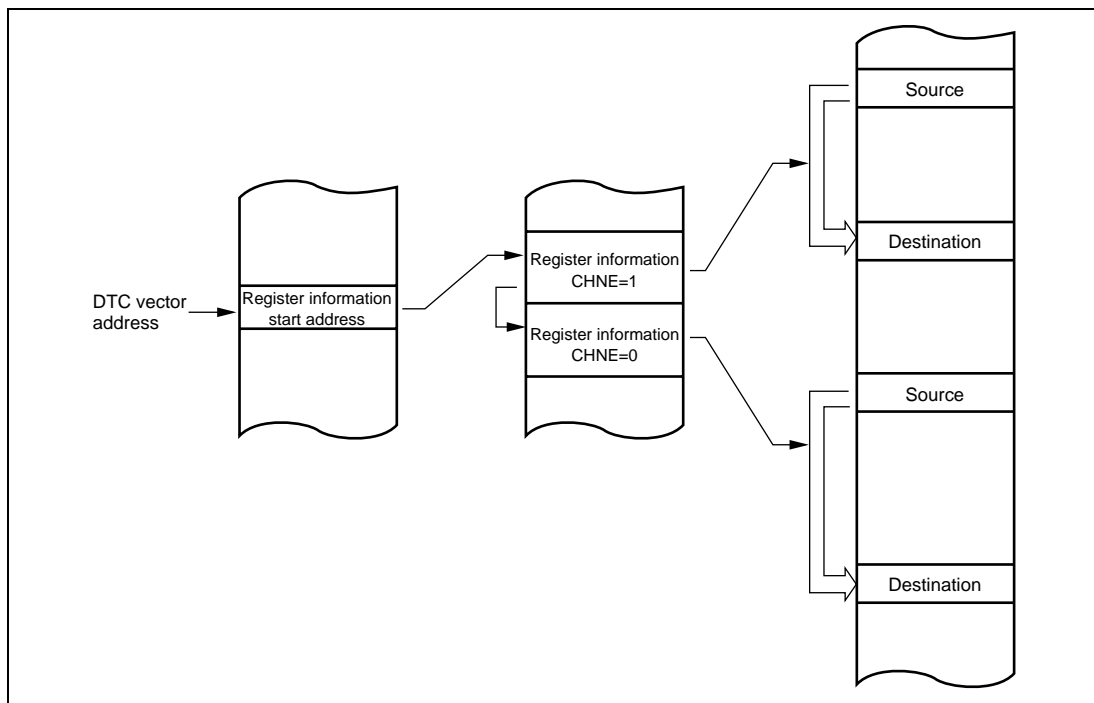 DTC vector
address
Register information
start address
Register information
CHNE=1
Register information
CHNE=0
Source
Destination
Source
Destination